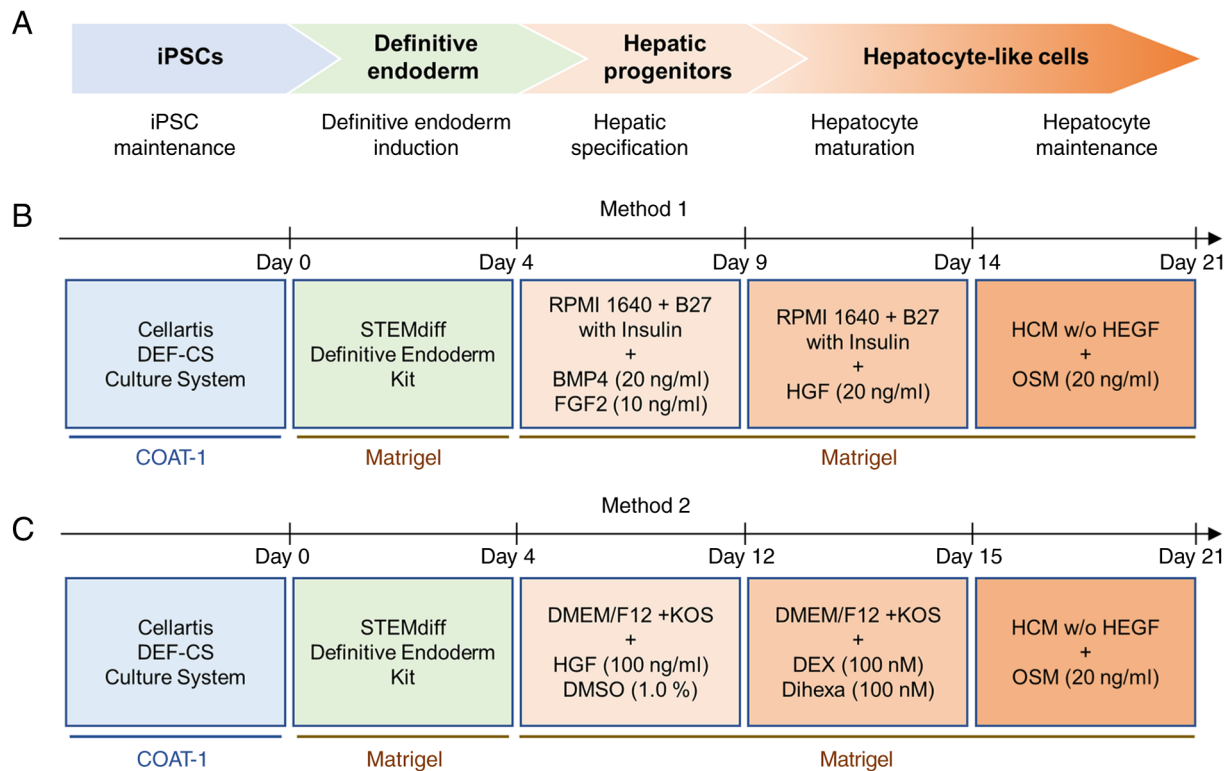 A
iPSCs
Definitive
endoderm
Hepatic
progenitors
Hepatocyte-like cells
iPSC
maintenance
Definitive endoderm
induction
Hepatic
specification
Hepatocyte
maturation
Hepatocyte
maintenance
B
Method 1
Day 0
Day 4
Day 9
Day 14
Day 21
Cellartis
DEF-CS
Culture System
STEMdiff
Definitive Endoderm
Kit
RPMI 1640 + B27
with Insulin
+
BMP4 (20 ng/ml)
FGF2 (10 ng/ml)
RPMI 1640 + B27
with Insulin
+
HGF (20 ng/ml)
HCM w/o HEGF
+
OSM (20 ng/ml)
COAT-1
Matrigel
Matrigel
C
Method 2
Day 0
Day 4
Day 12
Day 15
Day 21
Cellartis
DEF-CS
Culture System
STEMdiff
Definitive Endoderm
Kit
DMEM/F12 +KOS
+
HGF (100 ng/ml)
DMSO (1.0 %)
DMEM/F12 +KOS
+
DEX (100 nM)
Dihexa (100 nM)
HCM w/o HEGF
+
OSM (20 ng/ml)
COAT-1
Matrigel
Matrigel